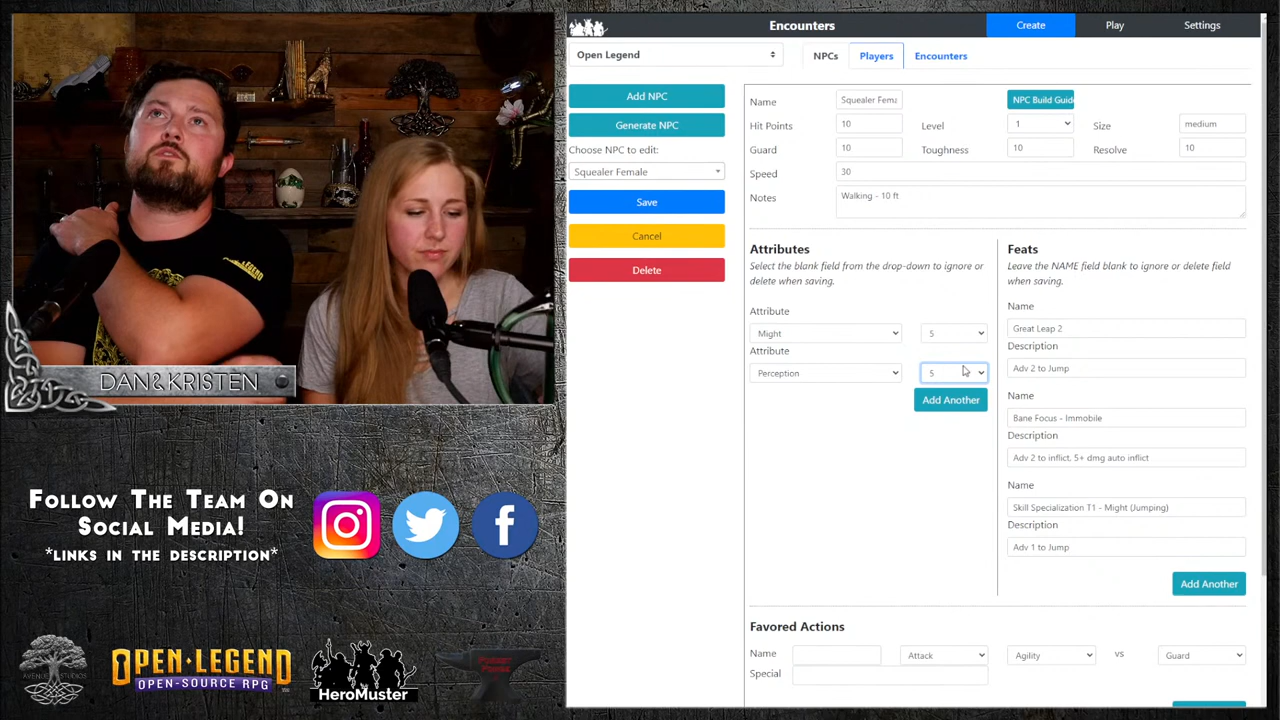 Encounters
Create
Play
Settings
Open Legend
NPCs
Players
Encounters
Add NPC
Generate NPC
Choose NPC to edit:
Squealer Female
Save
Cancel
Delete
Name
Squealer Fema
NPC Build Guid
Hit Points
10
Level
1
Size
medium
Guard
10
Toughness
10
Resolve
10
Speed
30
Notes
Walking - 10 ft
Attributes
Select the blank field from the drop-down to ignore or
delete when saving.
Attribute
Might
5
Attribute
Perception
5
Add Another
Feats
Leave the NAME field blank to ignore or delete field
when saving.
Name
Great Leap 2
Description
Adv 2 to Jump
Name
Bane Focus - Immobile
Description
Adv 2 to inflict, 5+ dmg auto inflict
Name
Skill Specialization T1 - Might (Jumping)
Description
Adv 1 to Jump
Add Another
Favored Actions
Name
Attack
Agility
vs
Guard
Special
DAN & KRISTEN
Follow The Team On
Social Media!
*Links in the description*
OPEN LEGEND
OPEN-SOURCE RPG
HeroMuster